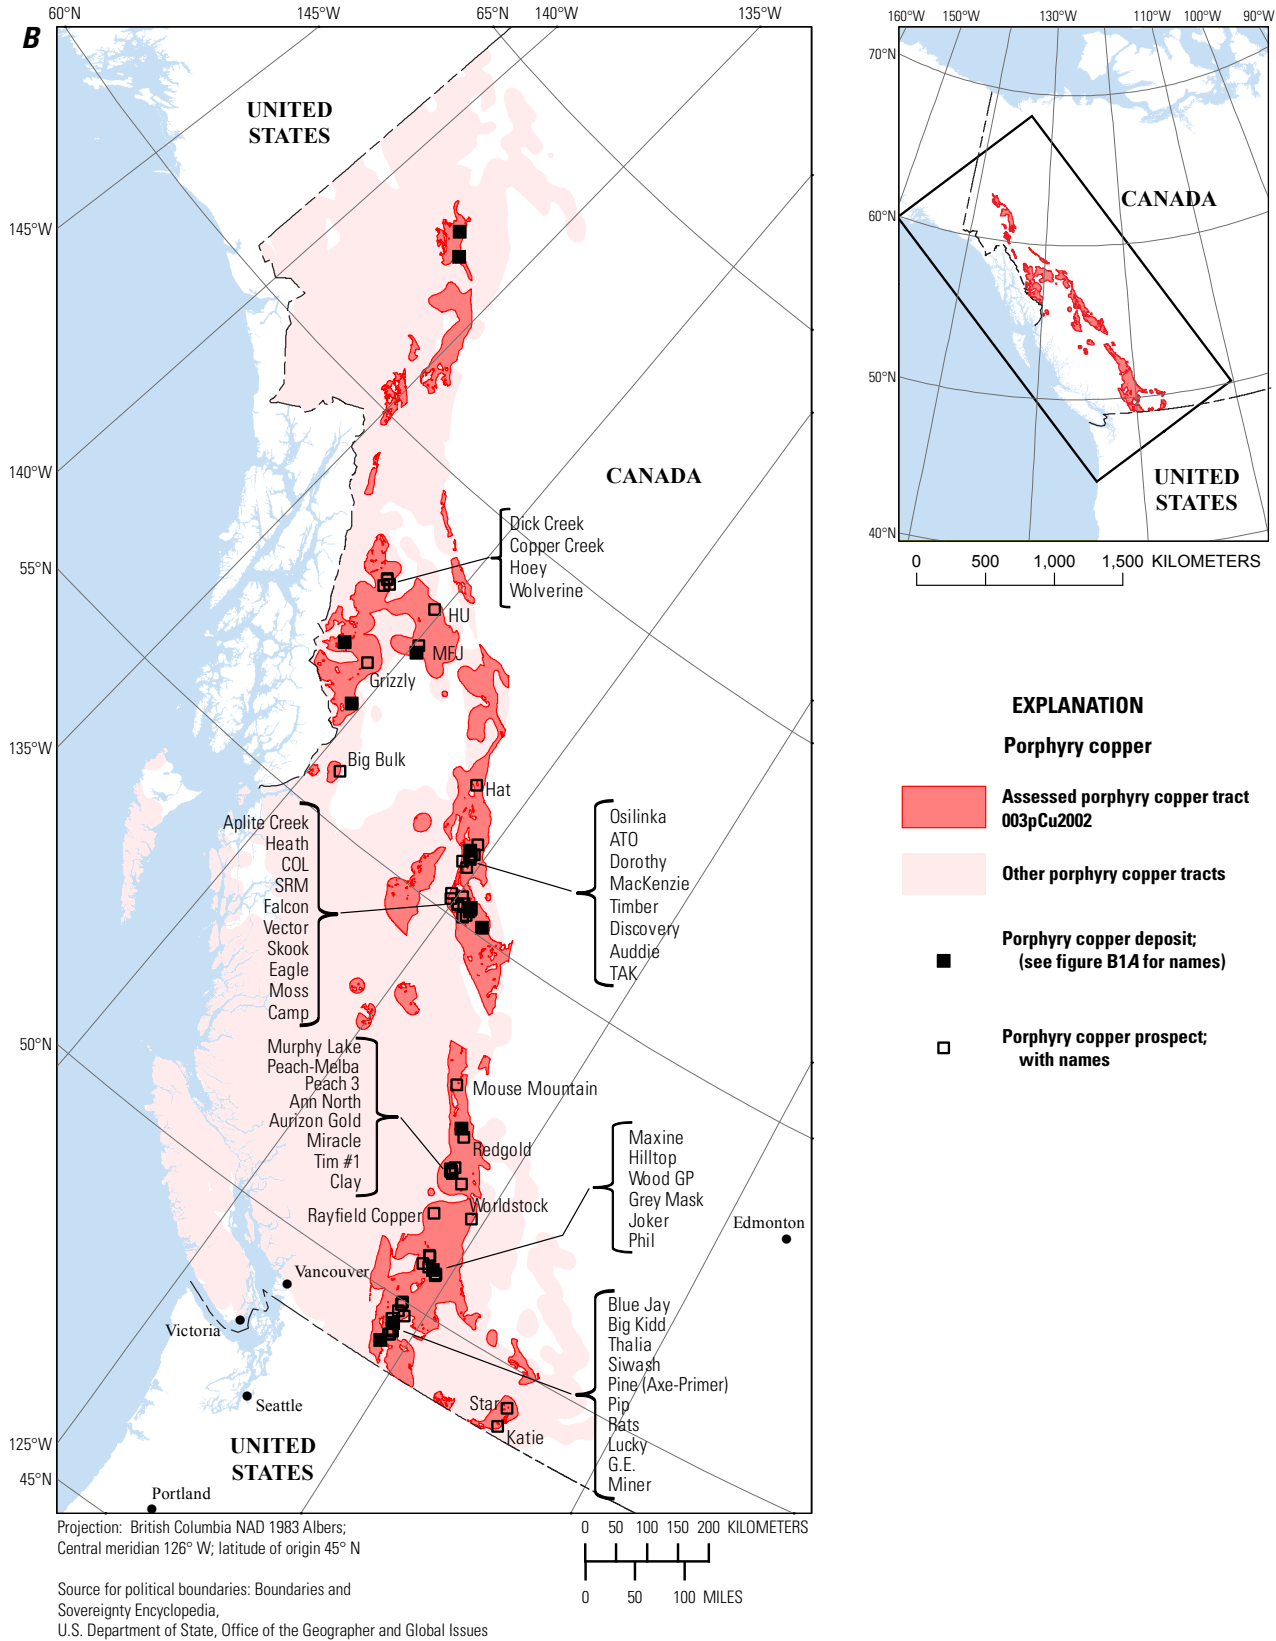 60°N
145°W
65°N
140°W
135°W
B
UNITED
STATES
145°W
140°W
55°N
135°W
50°N
125°W
45°N
CANADA
Dick Creek
Copper Creek
Hoey
Wolverine
HU
MFJ
Grizzly
Big Bulk
Hat
Aplite Creek
Heath
COL
SRM
Falcon
Vector
Skook
Eagle
Moss
Camp
Osilinka
ATO
Dorothy
MacKenzie
Timber
Discovery
Auddie
TAK
Murphy Lake
Peach-Melba
Peach 3
Ann North
Aurizon Gold
Miracle
Tim #1
Clay
Mouse Mountain
Redgold
Worldstock
Rayfield Copper
Maxine
Hilltop
Wood GP
Grey Mask
Joker
Phil
Edmonton
Vancouver
Victoria
Seattle
Blue Jay
Big Kidd
Thalia
Siwash
Pine (Axe-Primer)
Pip
Rats
Lucky
G.E.
Miner
Star
Katie
UNITED
STATES
Portland
Projection: British Columbia NAD 1983 Albers;
Central meridian 126° W; latitude of origin 45° N
Source for political boundaries: Boundaries and
Sovereignty Encyclopedia,
U.S. Department of State, Office of the Geographer and Global Issues
0 50 100 150 200 KILOMETERS
0 50 100 MILES
160°W 150°W 130°W 110°W 100°W 90°W
70°N
60°N
50°N
40°N
CANADA
UNITED
STATES
0 500 1,000 1,500 KILOMETERS
EXPLANATION
Porphyry copper
Assessed porphyry copper tract
003pCu2002
Other porphyry copper tracts
Porphyry copper deposit;
(see figure B1A for names)
Porphyry copper prospect;
with names